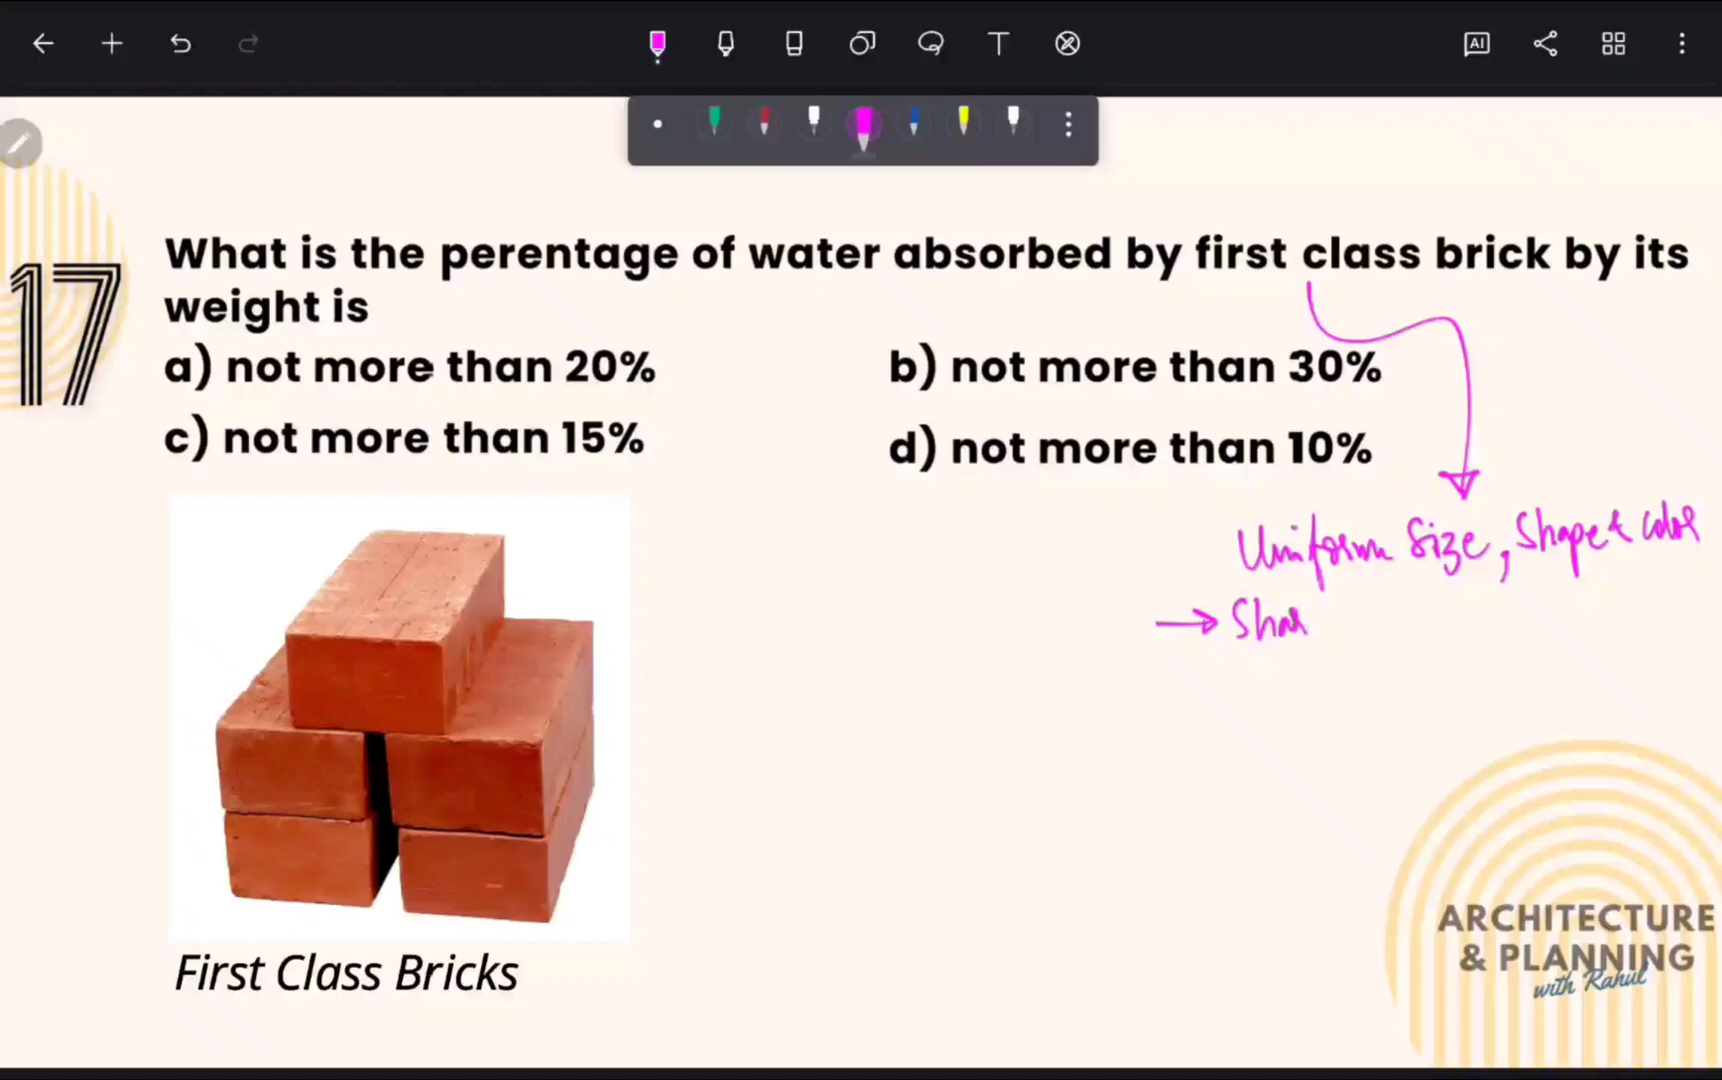 AI
T
17
What is the perentage of water absorbed by first class brick by its
weight is
a) not more than 20%
b) not more than 30%
c) not more than 15%
d) not more than 10%
Uniform Size, Shape & color
→ Shar
First Class Bricks
ARCHITECTURE
& PLANNING
with Rahul